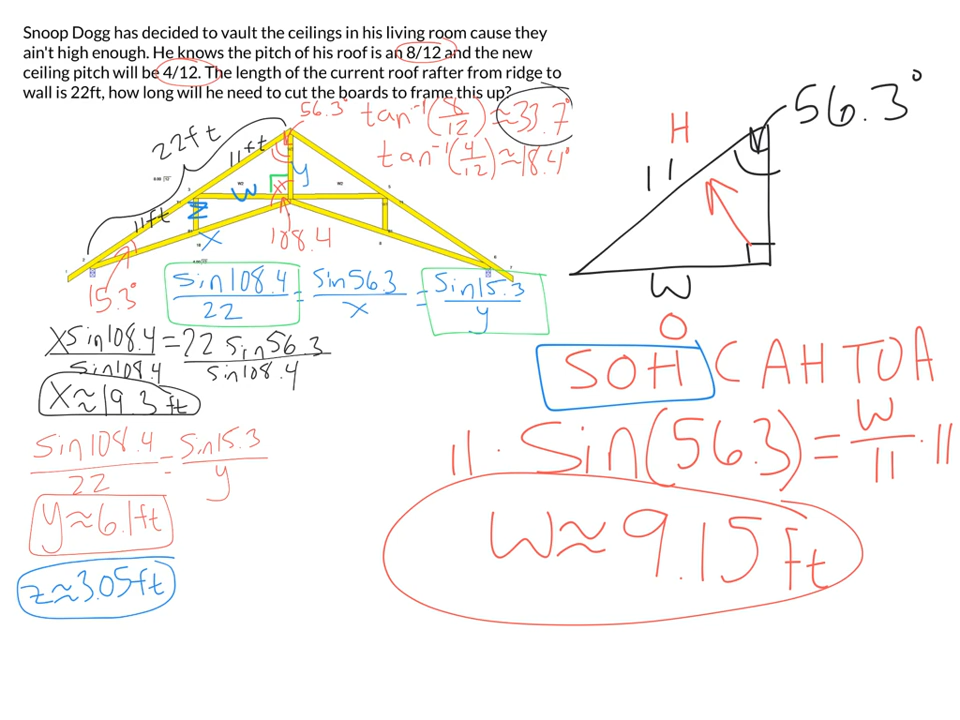 Snoop Dogg has decided to vault the ceilings in his living room cause they
ain't high enough. He knows the pitch of his roof is an 8/12 and the new
ceiling pitch will be 4/12. The length of the current roof rafter from ridge to
wall is 22ft, how long will he need to cut the boards to frame this up?
56.3°
tan⁻¹(8/12) ≈ 33.7°
tan⁻¹(4/12) ≈ 18.4°
22ft
11ft
11ft
W
Y
Z
X
108.4
15.3°
sin108.4/22 = sin56.3/x = sin15.3/y
Xsin108.4/sin108.4 = 22 sin56.3/sin108.4
X≈19.3 ft
sin108.4/22 = sin15.3/y
y≈6.1ft
z≈3.05ft
56.3°
H
11
W
O
SOH CAH TOA
11 · sin(56.3) = W/11 · 11
W≈9.15 ft